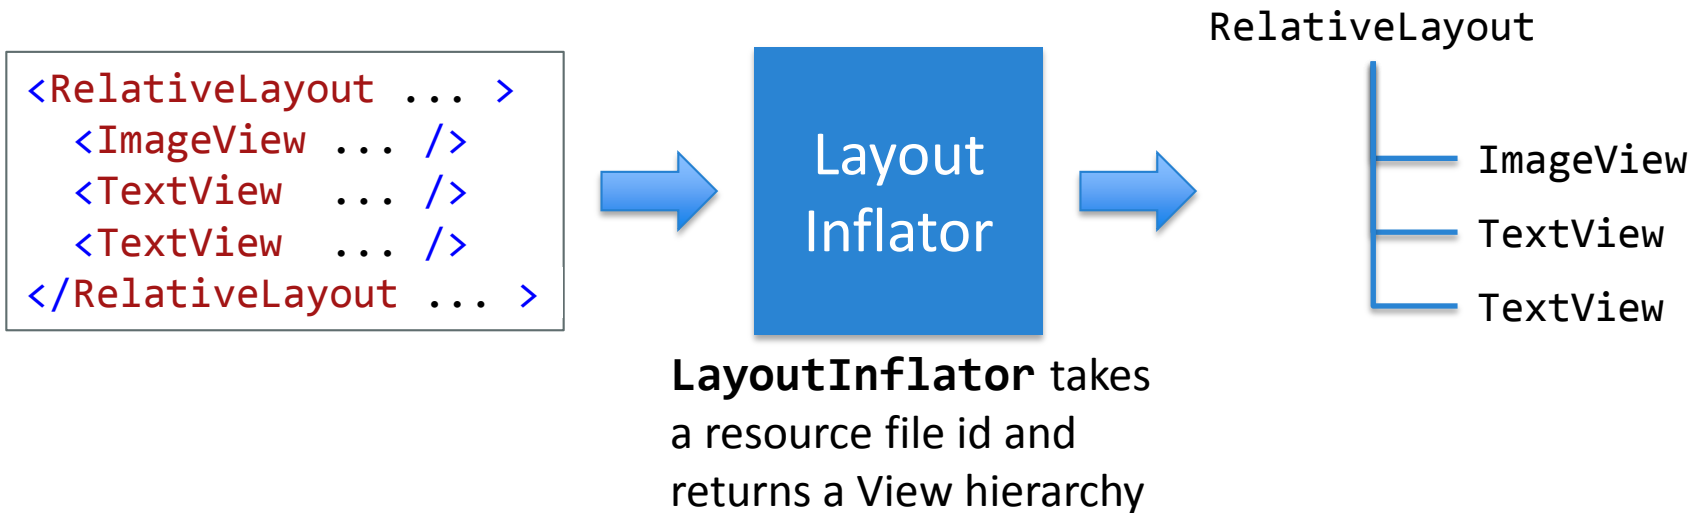 <RelativeLayout ... >
<ImageView ... />
<TextView ... />
<TextView ... />
</RelativeLayout ... >
Layout
Inflator
LayoutInflator takes
a resource file id and
returns a View hierarchy
RelativeLayout
ImageView
TextView
TextView